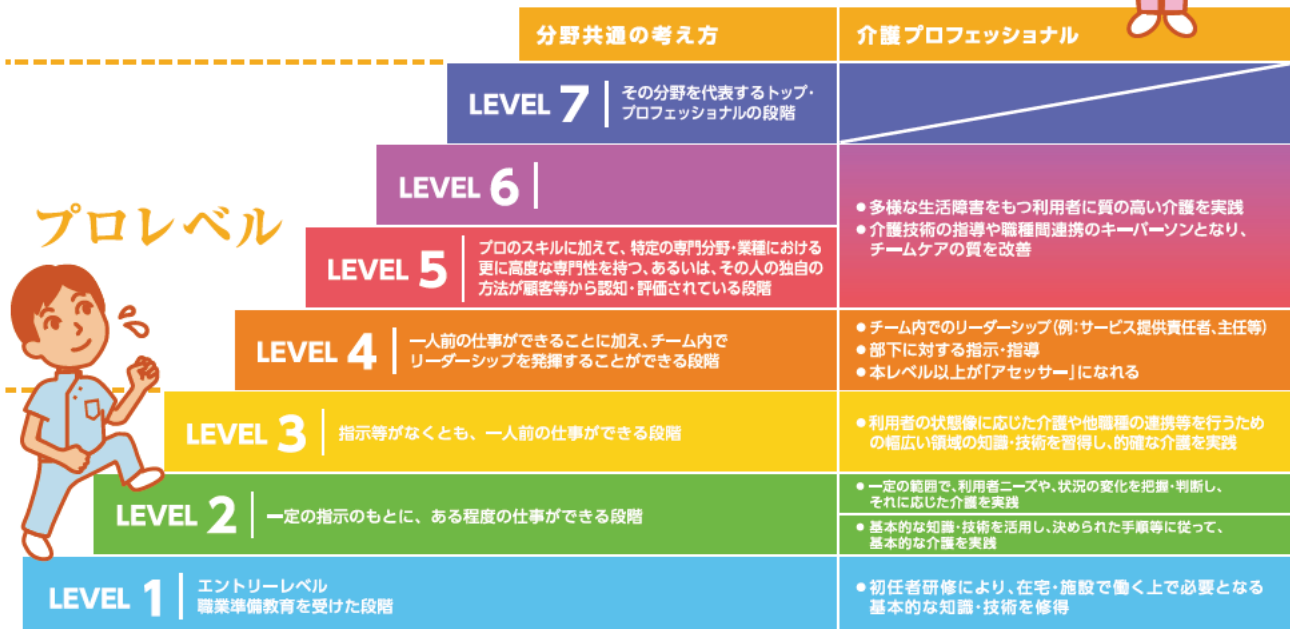 分野共通の考え方
介護プロフェッショナル
LEVEL 7
その分野を代表するトップ・
プロフェッショナルの段階
LEVEL 6
プロレベル
●多様な生活障害をもつ利用者に質の高い介護を実践
●介護技術の指導や職種間連携のキーパーソンとなり、
チームケアの質を改善
LEVEL 5
プロのスキルに加えて、特定の専門分野・業種における
更に高度な専門性を持つ、あるいは、その人の独自の
方法が顧客等から認知・評価されている段階
LEVEL 4
一人前の仕事ができることに加え、チーム内で
リーダーシップを発揮することができる段階
●チーム内でのリーダーシップ(例:サービス提供責任者、主任等)
●部下に対する指示・指導
●本レベル以上が「アセッサー」になれる
LEVEL 3
指示等がなくとも、一人前の仕事ができる段階
●利用者の状態像に応じた介護や他職種の連携等を行うため
の幅広い領域の知識・技術を習得し、的確な介護を実践
LEVEL 2
一定の指示のもとに、ある程度の仕事ができる段階
●一定の範囲で、利用者ニーズや、状況の変化を把握・判断し、
それに応じた介護を実践
●基本的な知識・技術を活用し、決められた手順等に従って、
基本的な介護を実践
LEVEL 1
エントリーレベル
職業準備教育を受けた段階
●初任者研修により、在宅・施設で働く上で必要となる
基本的な知識・技術を修得